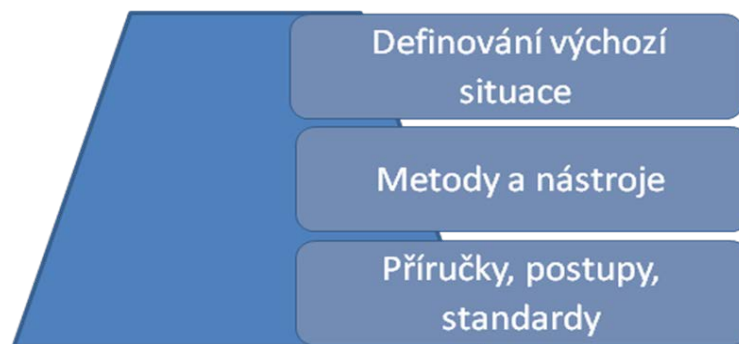 Definování výchozí
situace
Metody a nástroje
Příručky, postupy,
standardy